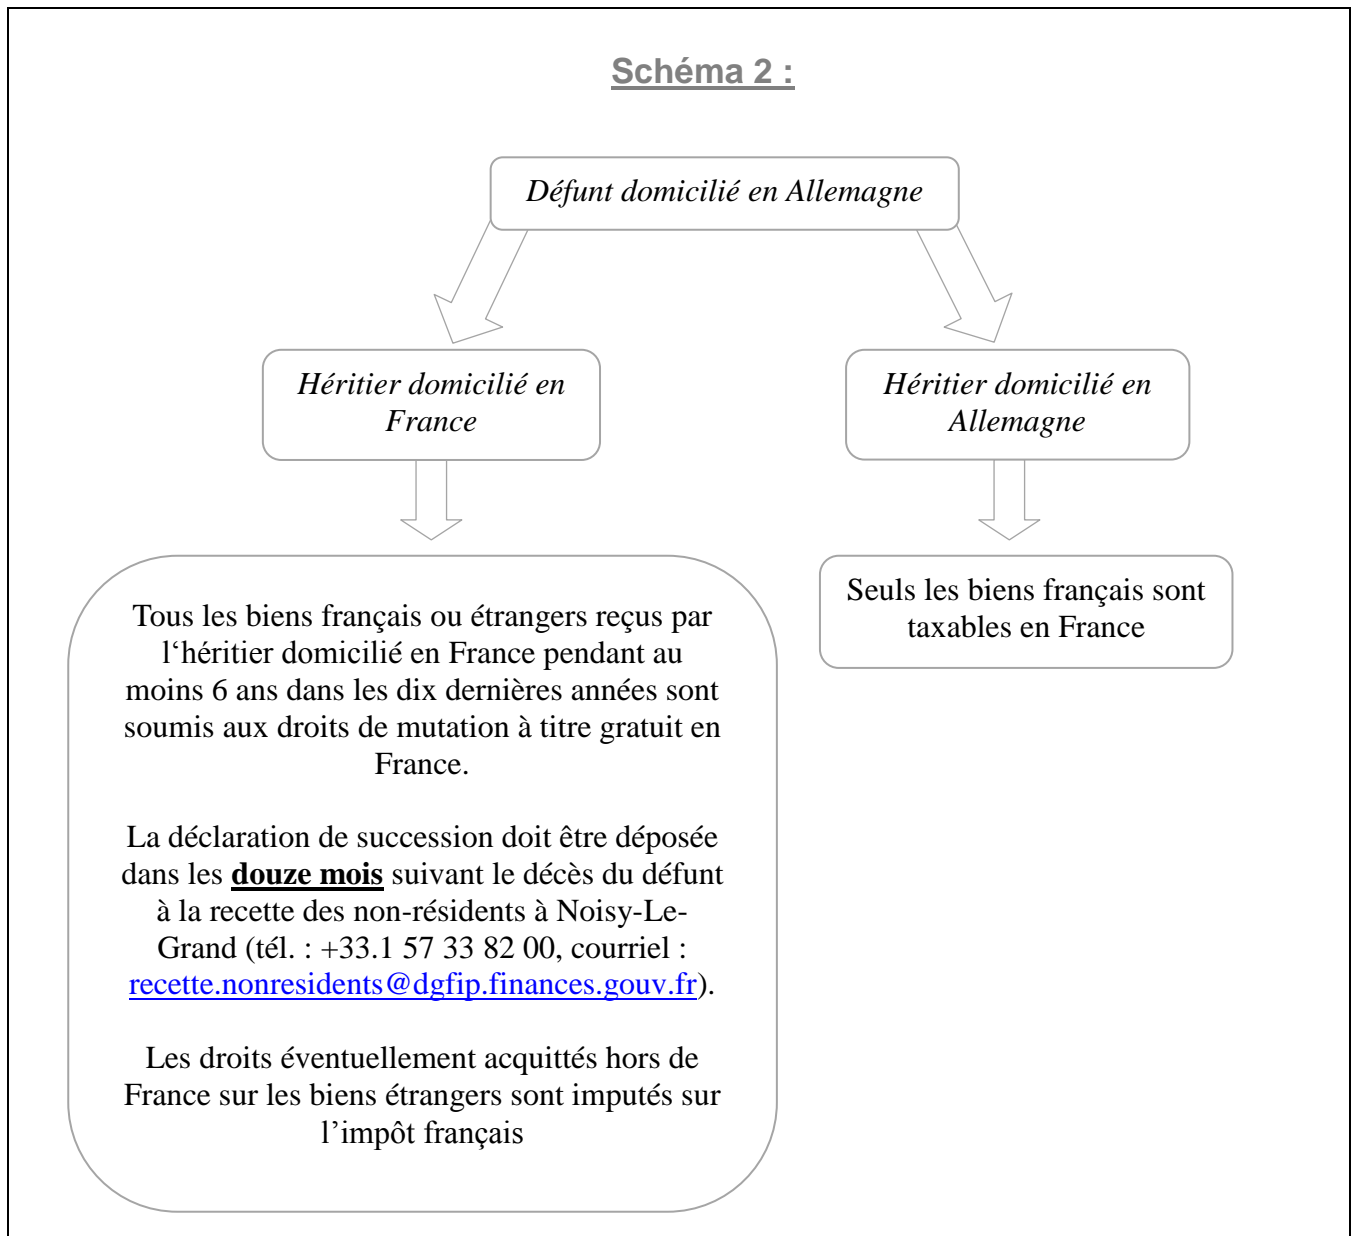 Schéma 2 :
Défunt domicilié en Allemagne
Héritier domicilié en
France
Héritier domicilié en
Allemagne
Tous les biens français ou étrangers reçus par
l‘héritier domicilié en France pendant au
moins 6 ans dans les dix dernières années sont
soumis aux droits de mutation à titre gratuit en
France.
La déclaration de succession doit être déposée
dans les douze mois suivant le décès du défunt
à la recette des non-résidents à Noisy-Le-
Grand (tél. : +33.1 57 33 82 00, courriel :
recette.nonresidents@dgfip.finances.gouv.fr).
Les droits éventuellement acquittés hors de
France sur les biens étrangers sont imputés sur
l’impôt français
Seuls les biens français sont
taxables en France